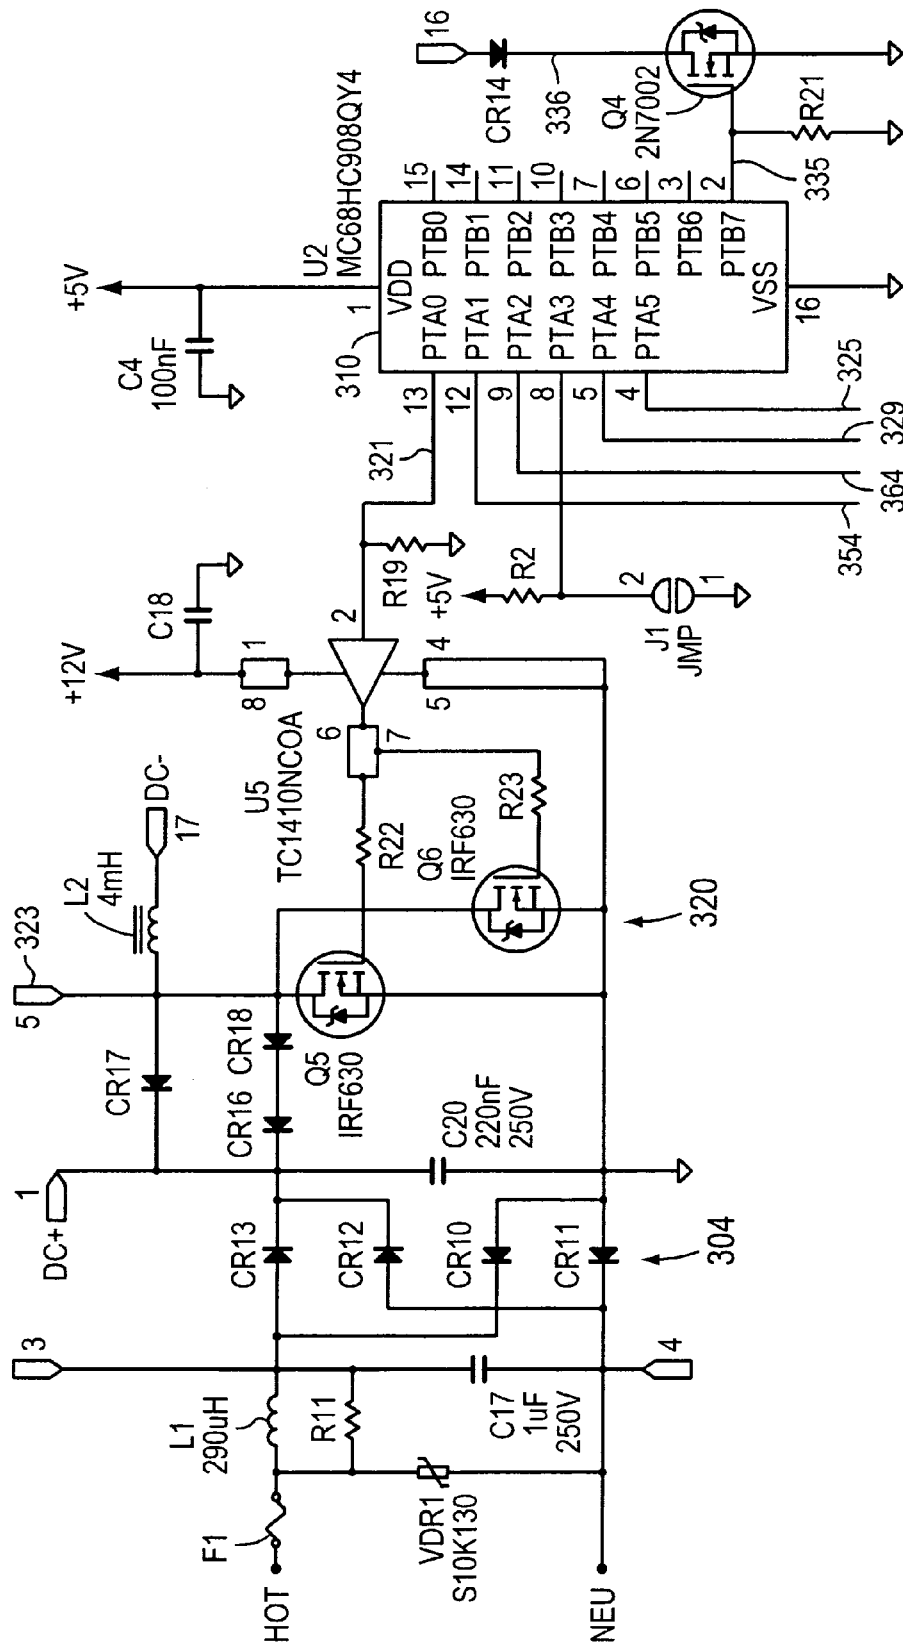 HOT
F1
NEU
L1
290uH
R11
VDR1
S10K130
3
C17
1uF
250V
4
DC+
1
CR13
CR12
CR10
CR11
304
CR17
CR16
CR18
C20
220nF
250V
5
323
L2
4mH
DC-
17
Q5
IRF630
Q6
IRF630
R22
R23
320
U5
TC1410NCOA
6
7
+12V
C18
8
1
2
4
5
R19
+5V
R2
J1
JMP
2
1
321
+5V
C4
100nF
310
U2
MC68HC908QY4
1
VDD
13 PTA0 PTB0 15
12 PTA1 PTB1 14
9 PTA2 PTB2 11
8 PTA3 PTB3 10
5 PTA4 PTB4 7
4 PTA5 PTB5 6
PTB6 3
PTB7 2
VSS
16
354
364
329
325
16
CR14
336
Q4
2N7002
R21
335